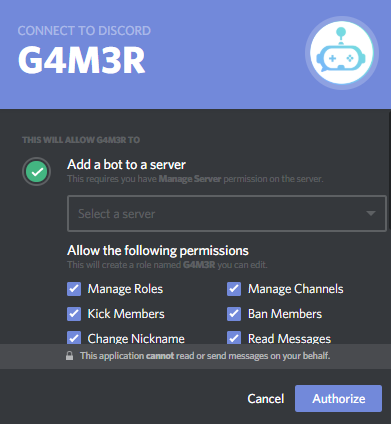 CONNECT TO DISCORD
G4M3R
THIS WILL ALLOW G4M3R TO
Add a bot to a server
This requires you have Manage Server permission on the server.
Select a server
Allow the following permissions
This will create a role named G4M3R you can edit.
Manage Roles
Manage Channels
Kick Members
Ban Members
Change Nickname
Read Messages
This application cannot read or send messages on your behalf.
Cancel
Authorize